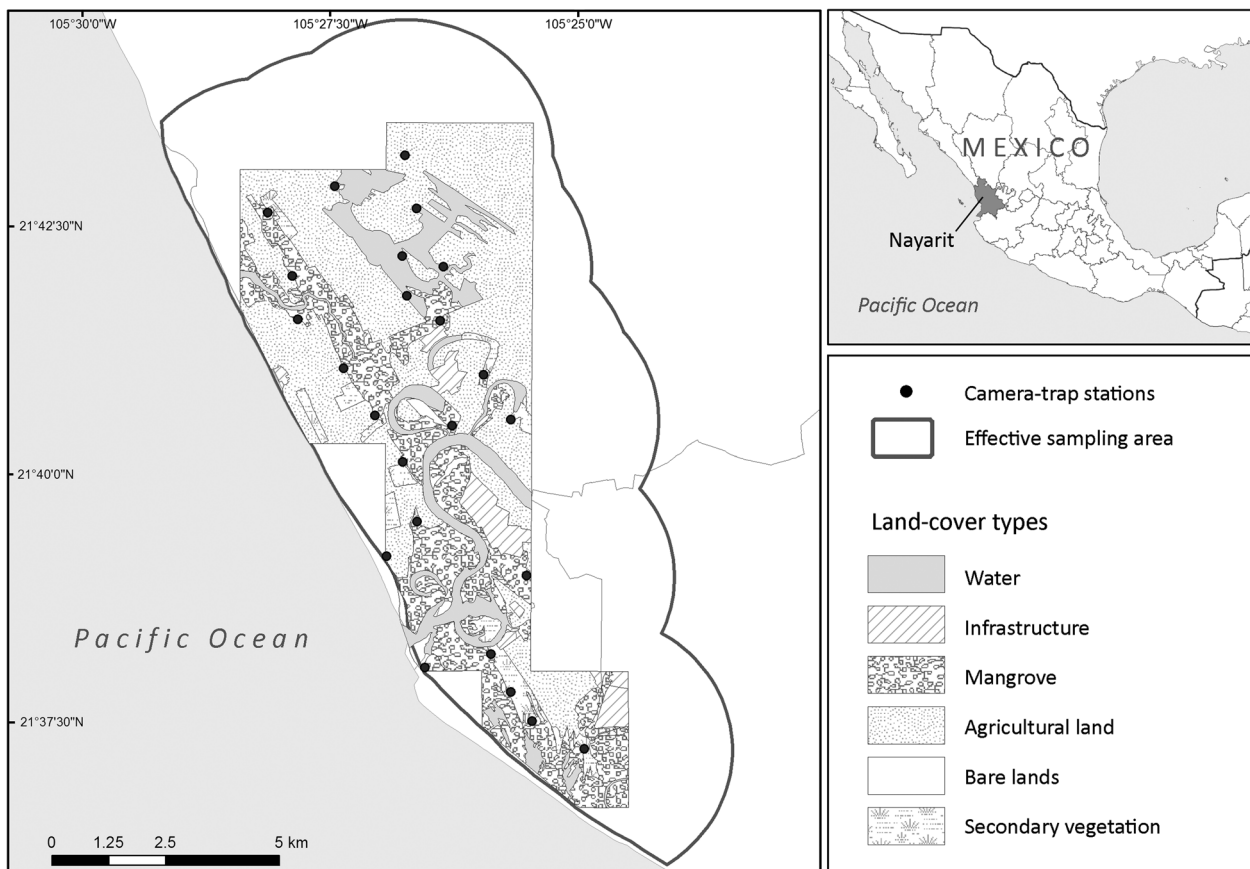 105°30'0"W
105°27'30"W
105°25'0"W
21°42'30"N
21°40'0"N
21°37'30"N
Pacific Ocean
0 1.25 2.5 5 km
MEXICO
Nayarit
Pacific Ocean
Camera-trap stations
Effective sampling area
Land-cover types
Water
Infrastructure
Mangrove
Agricultural land
Bare lands
Secondary vegetation